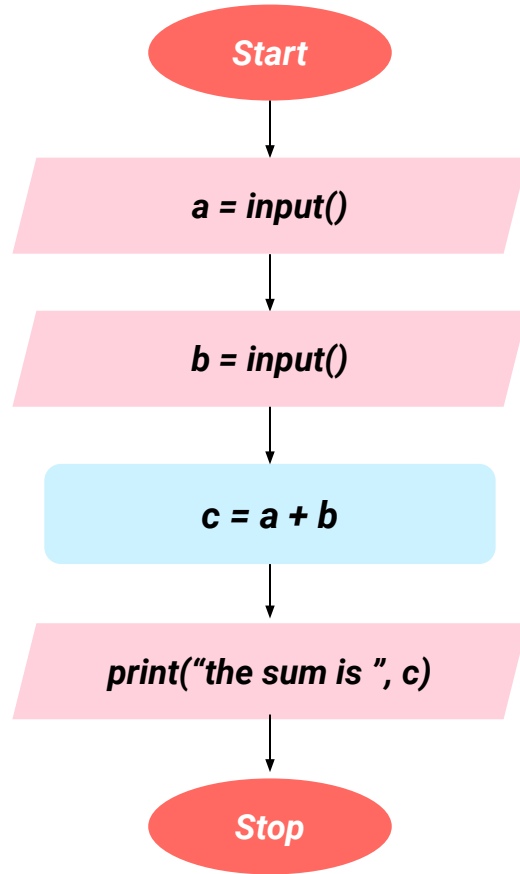 Start
a = input()
b = input()
c = a + b
print(“the sum is ”, c)
Stop